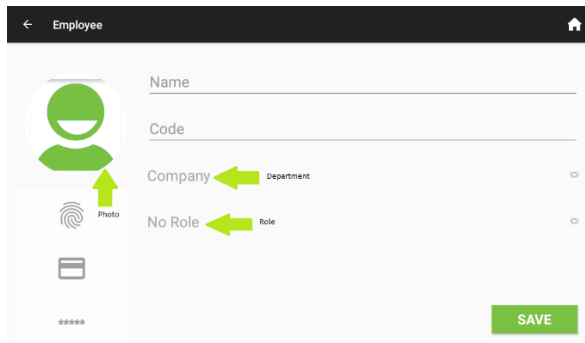 Employee
Name
Code
Company Department
Photo
No Role Role
*****
SAVE